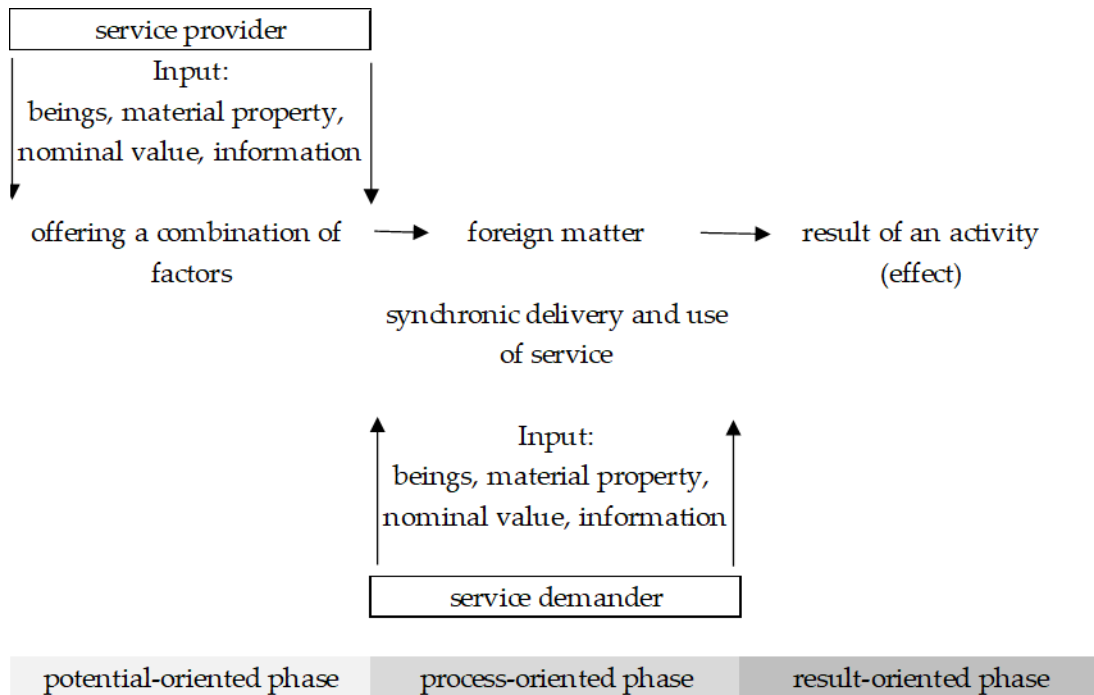 service provider
Input:
beings, material property,
nominal value, information
offering a combination of
factors
foreign matter
result of an activity
(effect)
synchronic delivery and use
of service
Input:
beings, material property,
nominal value, information
service demander
potential-oriented phase
process-oriented phase
result-oriented phase